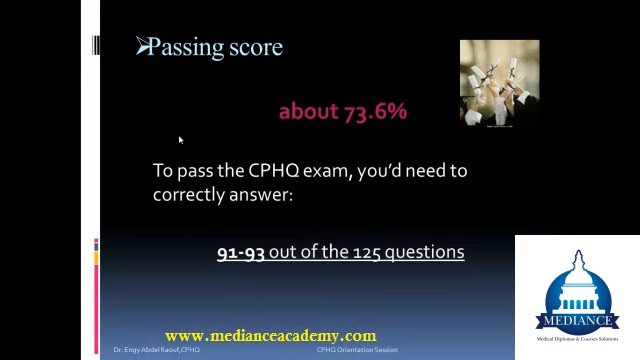 ➢Passing score
about 73.6%
To pass the CPHQ exam, you'd need to
correctly answer:
91-93 out of the 125 questions
MEDIANCE
Medical Diplomas & Courses Solutions
www.medianceacademy.com
Dr. Engy Abdel Raouf,CPHQ
CPHQ Orientation Session